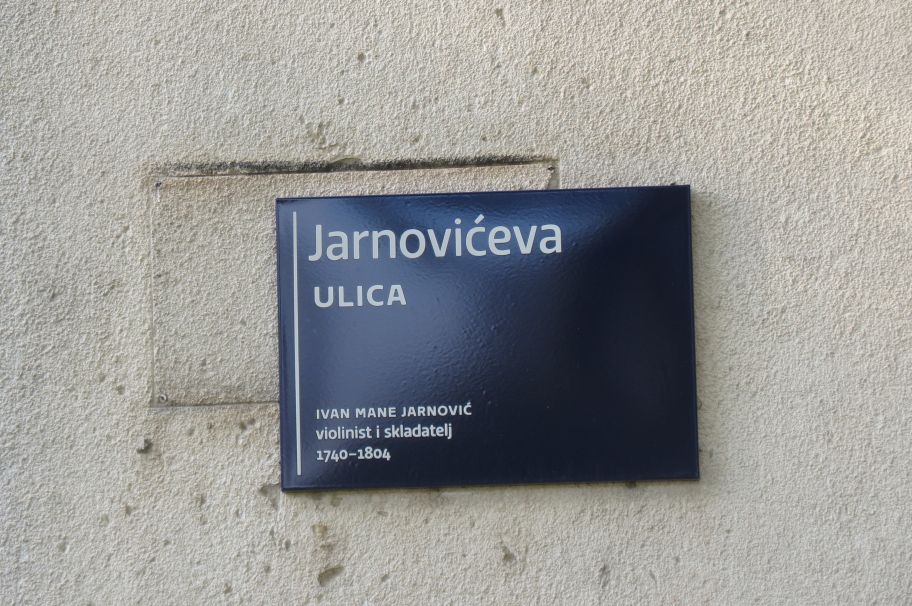 Jarnovićeva
ULICA
IVAN MANE JARNOVIĆ
violinist i skladatelj
1740–1804